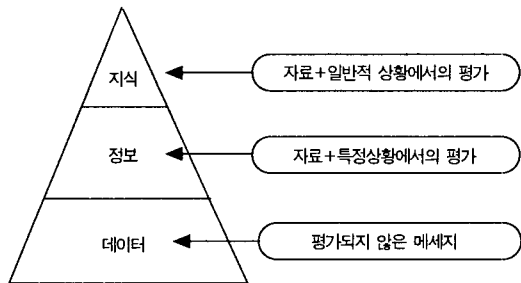 지식
자료+일반적 상황에서의 평가
정보
자료+특정상황에서의 평가
데이터
평가되지 않은 메세지